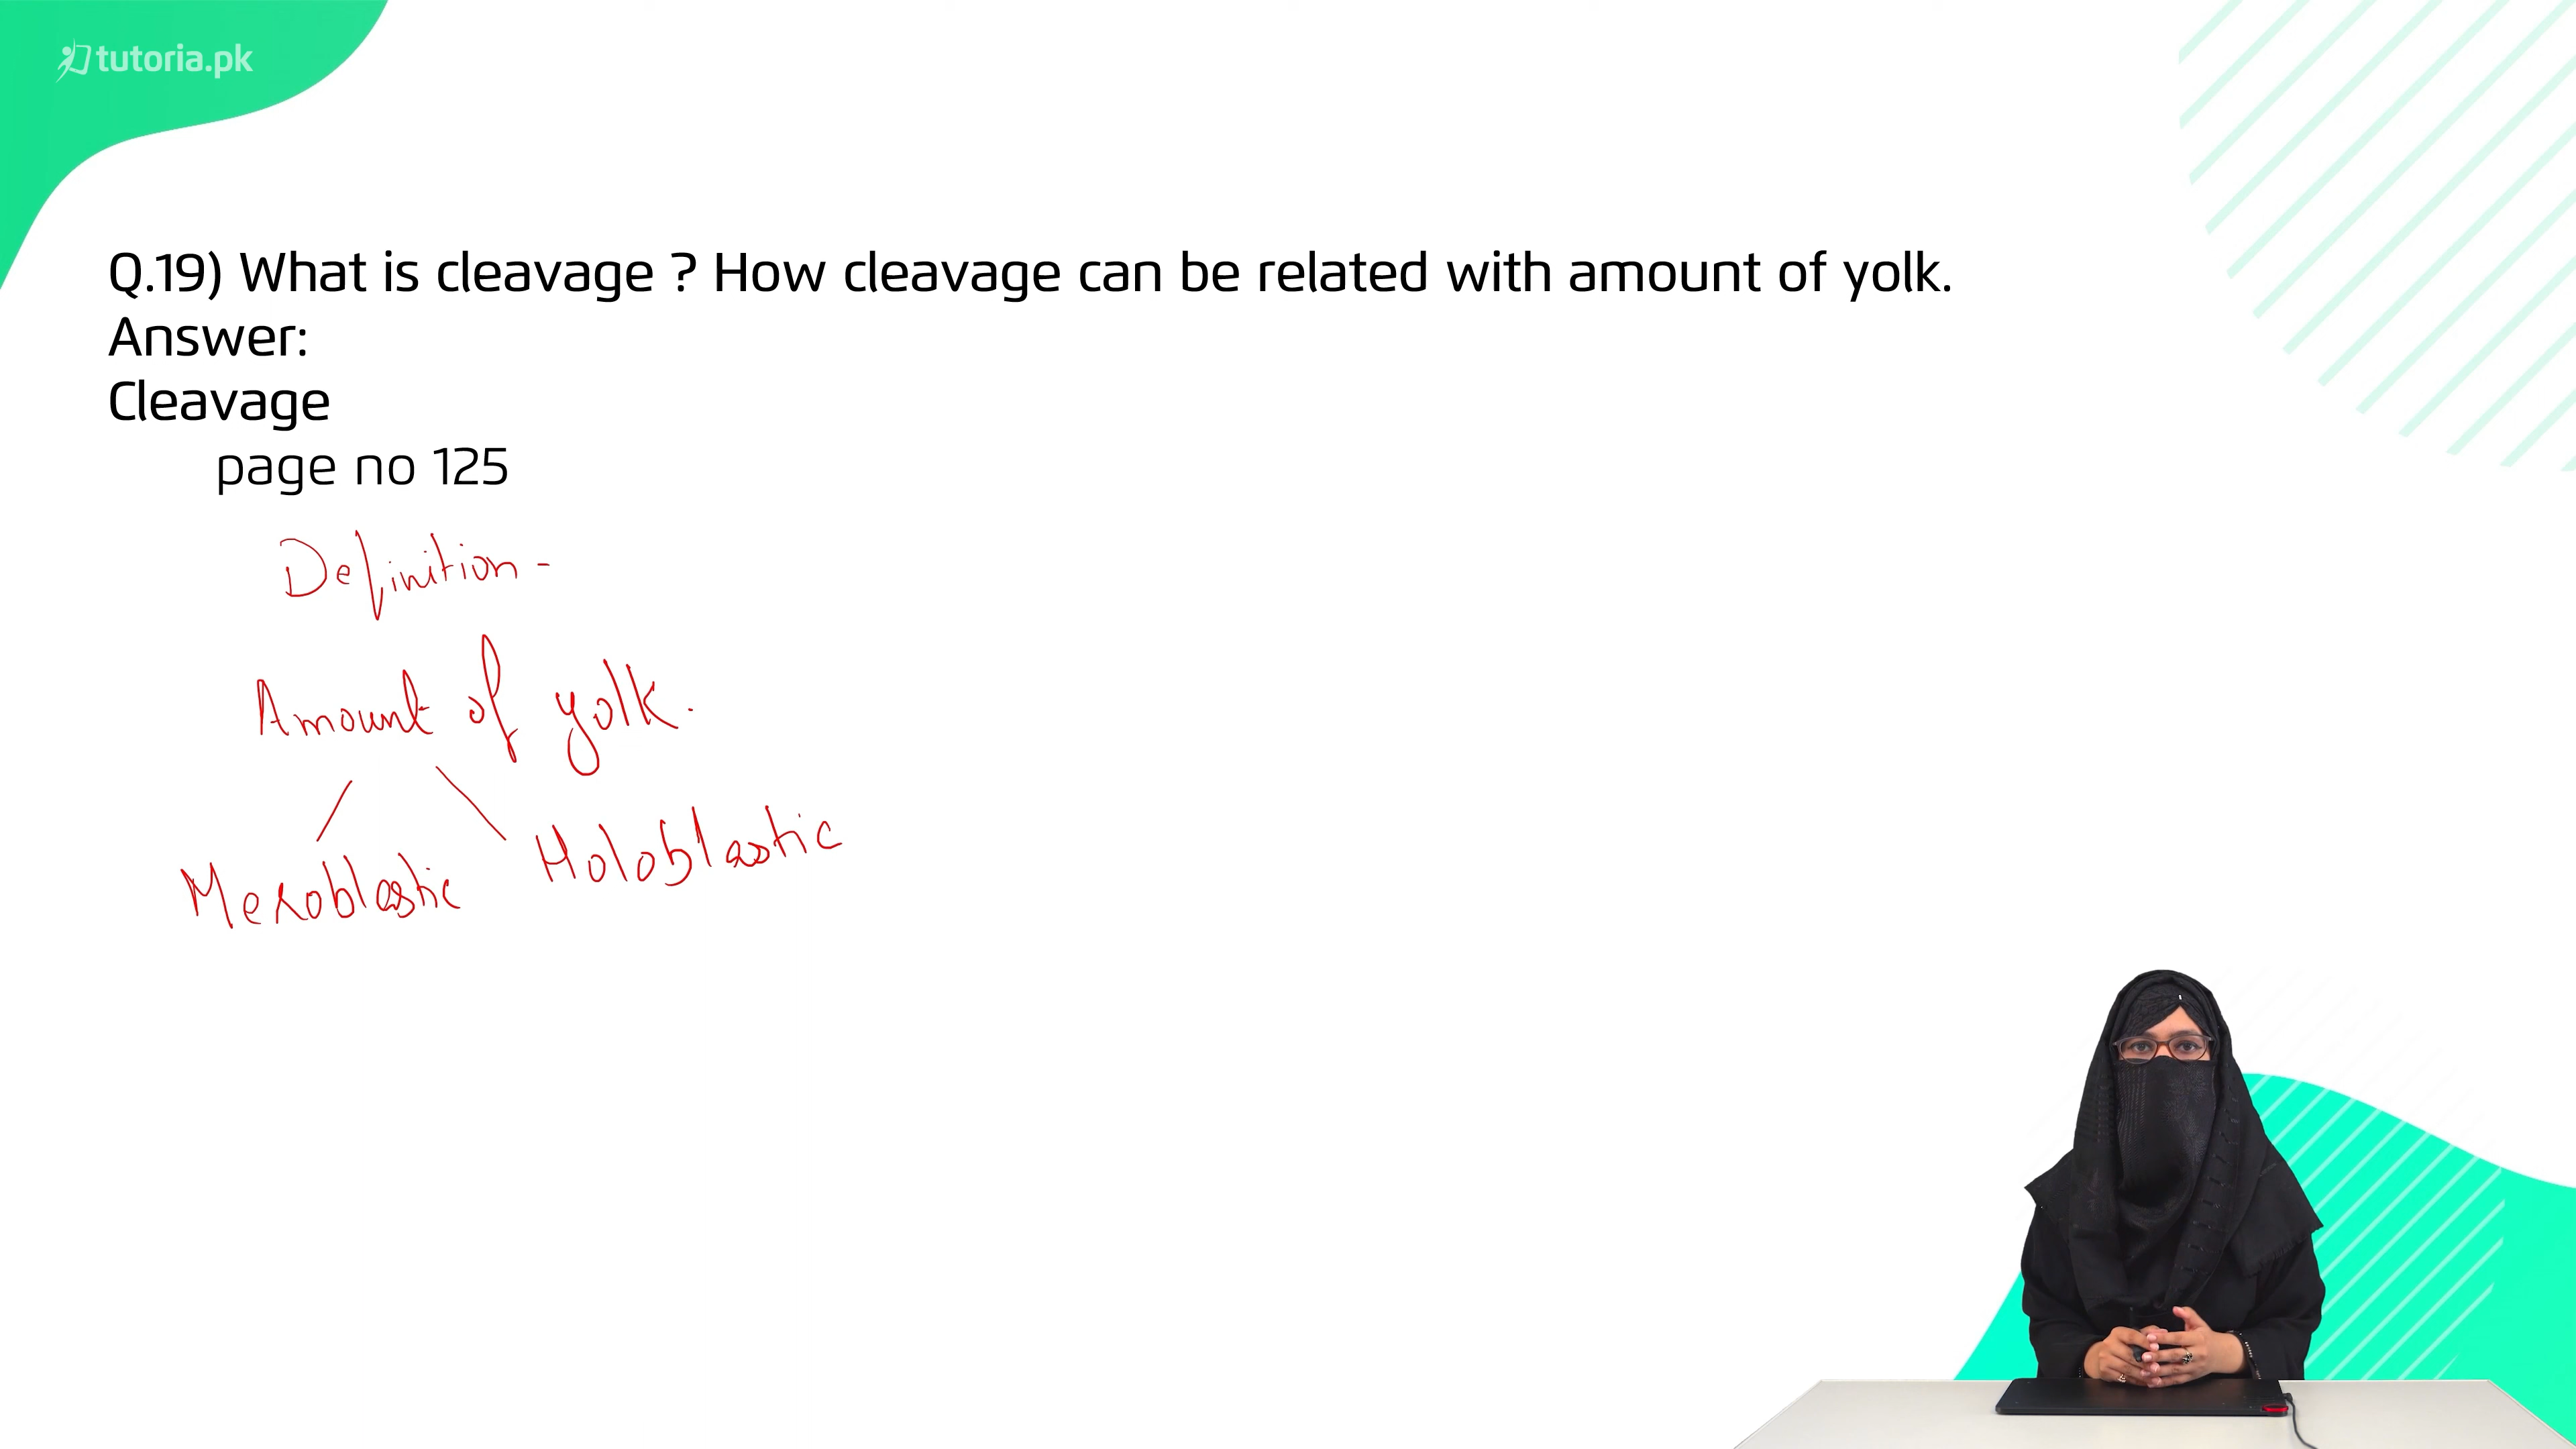 tutoria.pk
Q.19) What is cleavage ? How cleavage can be related with amount of yolk.
Answer:
Cleavage
page no 125
Definition -
Amount of yolk.
Meroblastic Holoblastic